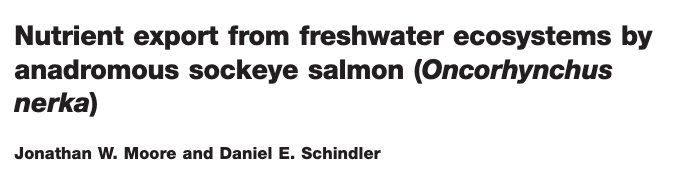 Nutrient export from freshwater ecosystems by
anadromous sockeye salmon (Oncorhynchus
nerka)
Jonathan W. Moore and Daniel E. Schindler